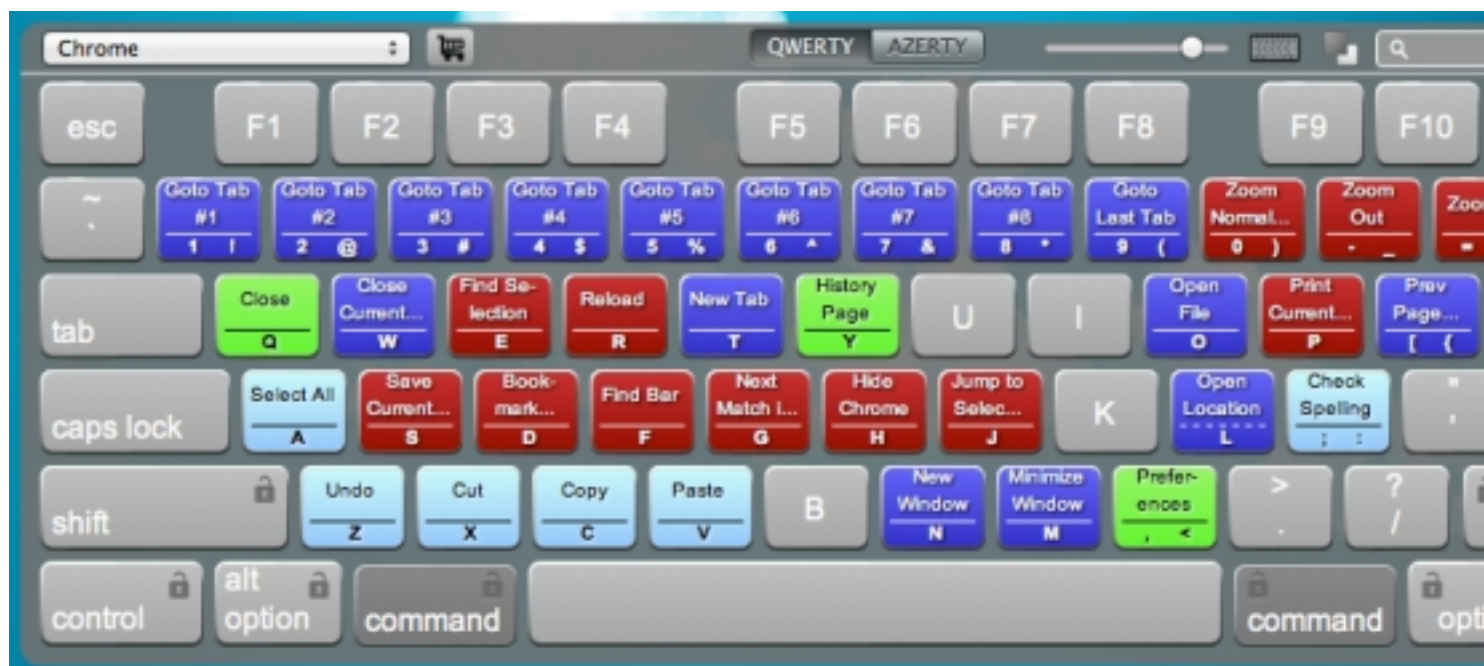 Chrome QWERTY AZERTY
esc F1 F2 F3 F4 F5 F6 F7 F8 F9 F10
~
`
Goto Tab
#1
1 !
Goto Tab
#2
2 @
Goto Tab
#3
3 #
Goto Tab
#4
4 $
Goto Tab
#5
5 %
Goto Tab
#6
6 ^
Goto Tab
#7
7 &
Goto Tab
#8
8 *
Goto
Last Tab
9 (
Zoom
Normal...
0 )
Zoom
Out
- _
Zoo
=
tab
Close
Q
Close
Current...
W
Find Se-
lection
E
Reload
R
New Tab
T
History
Page
Y
U
I
Open
File
O
Print
Current...
P
Prev
Page...
[ {
caps lock
Select All
A
Save
Current...
S
Book-
mark...
D
Find Bar
F
Next
Match i...
G
Hide
Chrome
H
Jump to
Selec...
J
K
Open
Location
L
Check
Spelling
; :
"
'
shift
Undo
Z
Cut
X
Copy
C
Paste
V
B
New
Window
N
Minimize
Window
M
Prefer-
ences
, <
>
.
?
/
control
alt
option
command
command
opti